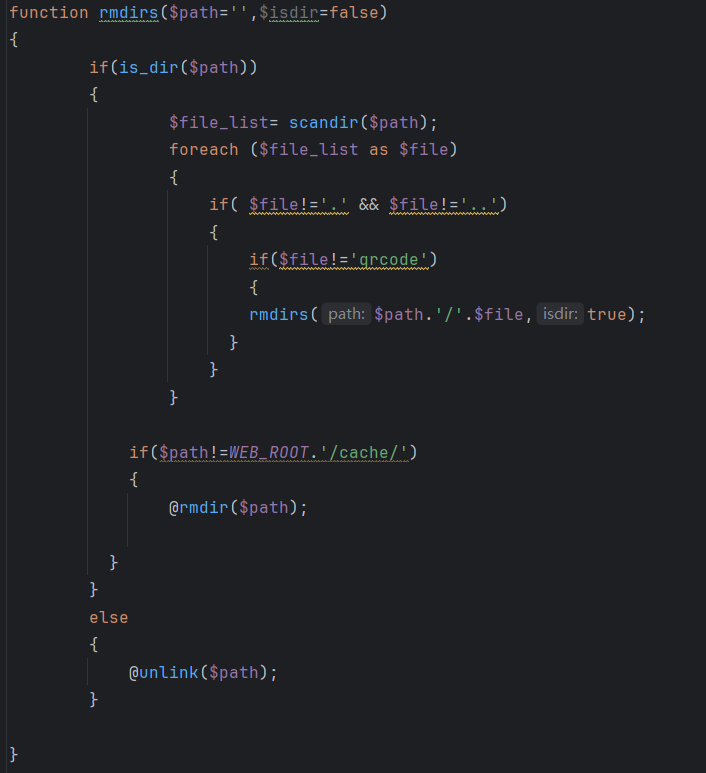 function rmdirs($path='',$isdir=false)
{
if(is_dir($path))
{
$file_list= scandir($path);
foreach ($file_list as $file)
{
if( $file!='.' && $file!='..')
{
if($file!='qrcode')
{
rmdirs( path: $path.'/'.$file, isdir: true);
}
}
}
if($path!=WEB_ROOT.'/cache/')
{
@rmdir($path);
}
}
else
{
@unlink($path);
}
}